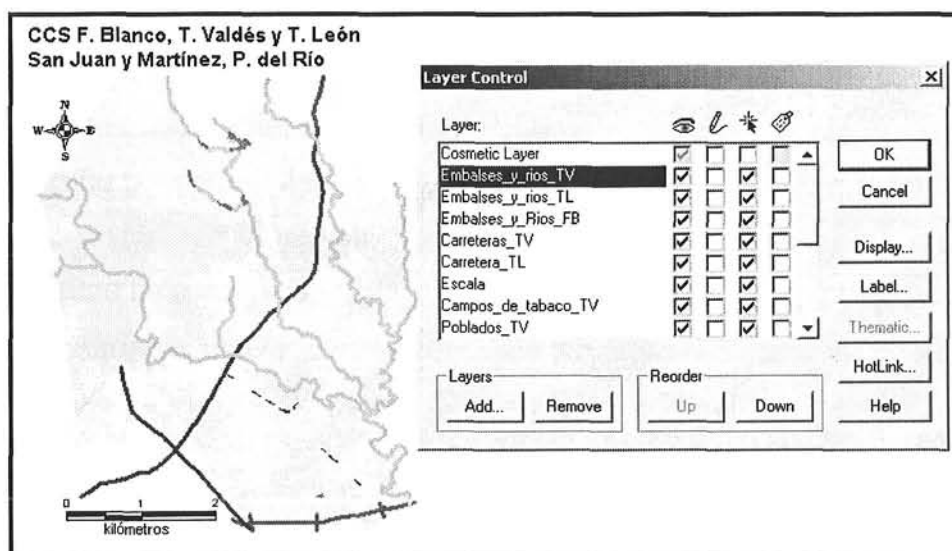 CCS F. Blanco, T. Valdés y T. León
San Juan y Martínez, P. del Río
N
W E
S
0 1 2
kilómetros
Layer Control
Layer:
Cosmetic Layer
Embalses_y_rios_TV
Embalses_y_rios_TL
Embalses_y_Rios_FB
Carreteras_TV
Carretera_TL
Escala
Campos_de_tabaco_TV
Poblados_TV
Layers
Add...
Remove
Reorder
Up
Down
OK
Cancel
Display...
Label...
Thematic...
HotLink...
Help